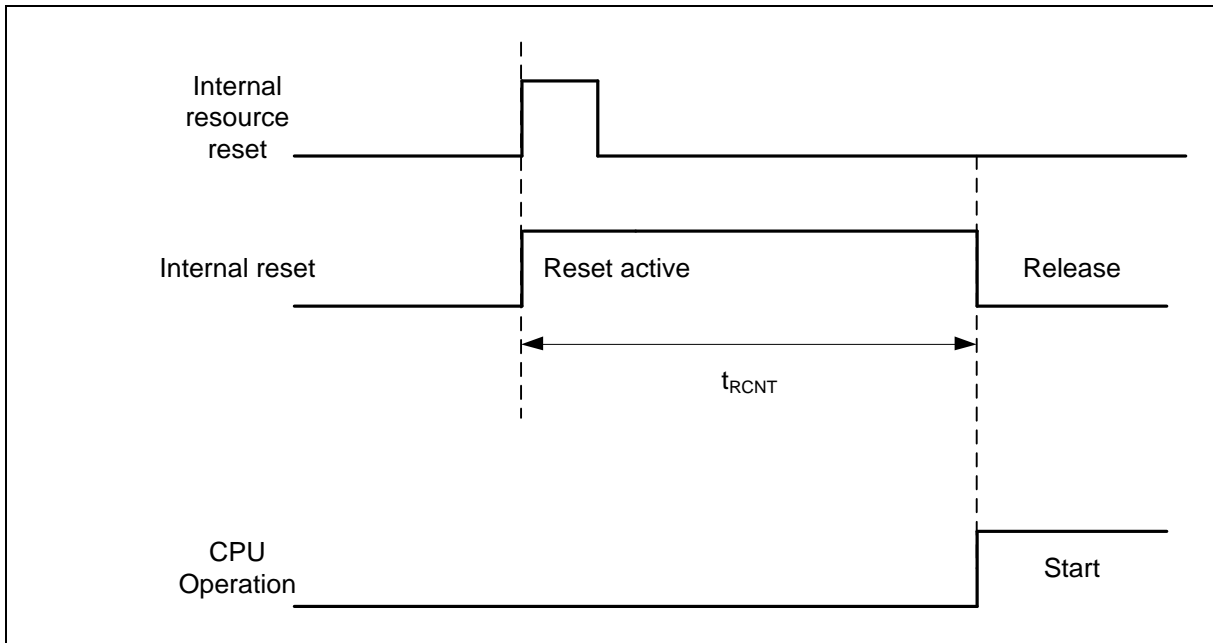 Internal
resource
reset
Internal reset
Reset active
Release
tRCNT
CPU
Operation
Start